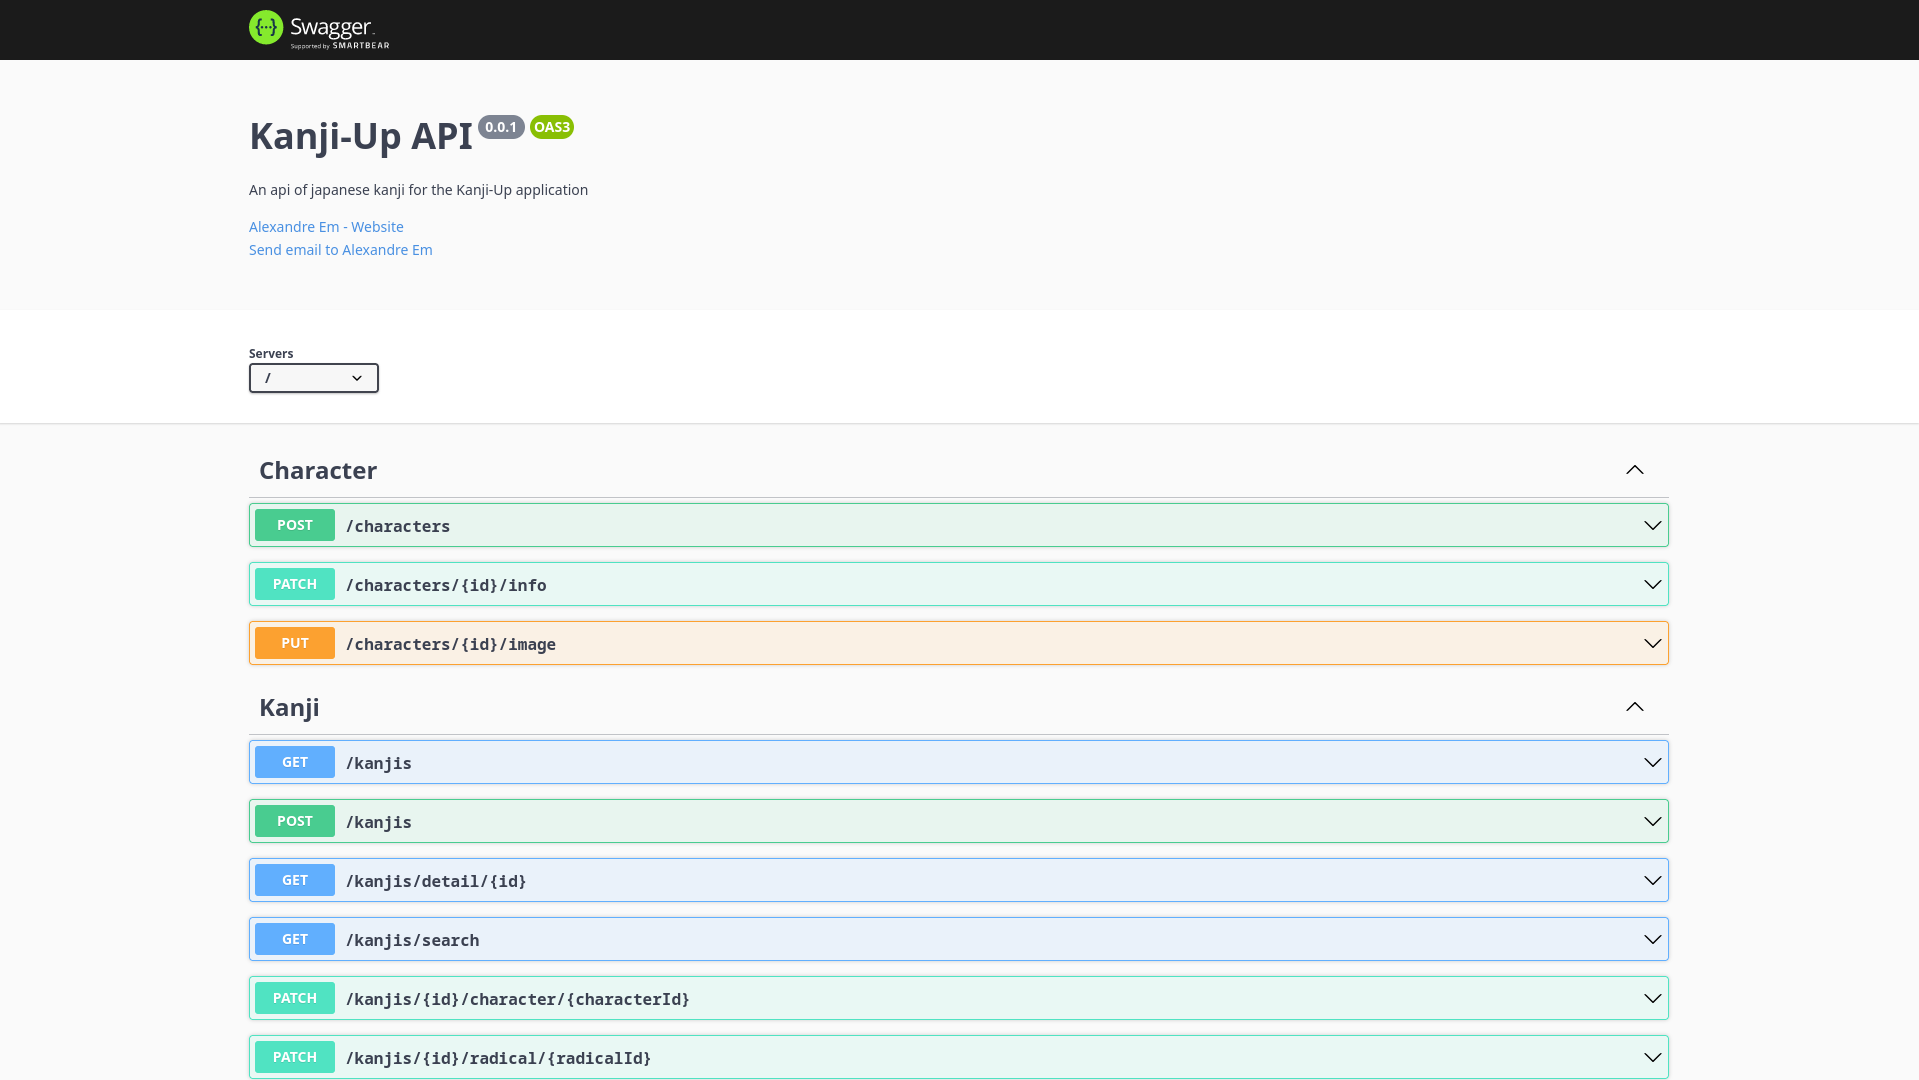 Swagger
Supported by SMARTBEAR
Kanji-Up API 0.0.1 OAS3
An api of japanese kanji for the Kanji-Up application
Alexandre Em - Website
Send email to Alexandre Em
Servers
/
Character
POST /characters
PATCH /characters/{id}/info
PUT /characters/{id}/image
Kanji
GET /kanjis
POST /kanjis
GET /kanjis/detail/{id}
GET /kanjis/search
PATCH /kanjis/{id}/character/{characterId}
PATCH /kanjis/{id}/radical/{radicalId}